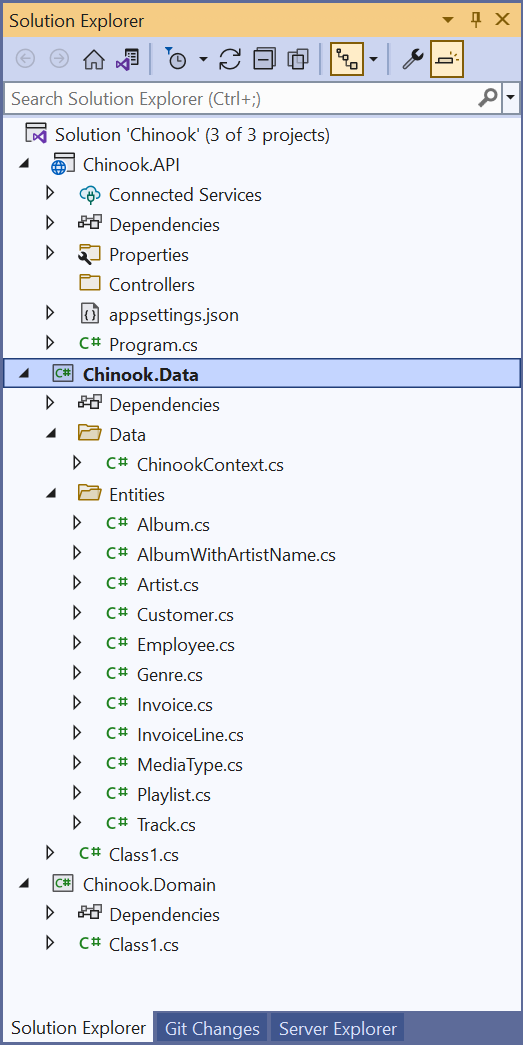 Solution Explorer
Search Solution Explorer (Ctrl+;)
Solution 'Chinook' (3 of 3 projects)
Chinook.API
Connected Services
Dependencies
Properties
Controllers
appsettings.json
C# Program.cs
C# Chinook.Data
Dependencies
Data
C# ChinookContext.cs
Entities
C# Album.cs
C# AlbumWithArtistName.cs
C# Artist.cs
C# Customer.cs
C# Employee.cs
C# Genre.cs
C# Invoice.cs
C# InvoiceLine.cs
C# MediaType.cs
C# Playlist.cs
C# Track.cs
C# Class1.cs
C# Chinook.Domain
Dependencies
C# Class1.cs
Solution Explorer Git Changes Server Explorer